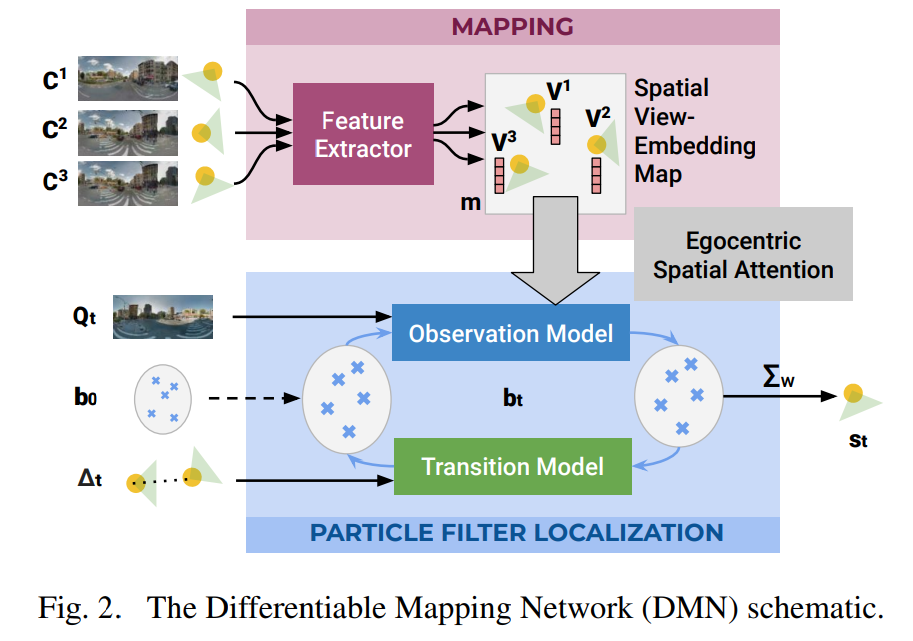 MAPPING
C¹
C²
C³
Feature
Extractor
V¹
V²
V³
m
Spatial
View-
Embedding
Map
Egocentric
Spatial Attention
Qt
Observation Model
b0
bt
Σw
st
Δt
Transition Model
PARTICLE FILTER LOCALIZATION
Fig. 2. The Differentiable Mapping Network (DMN) schematic.